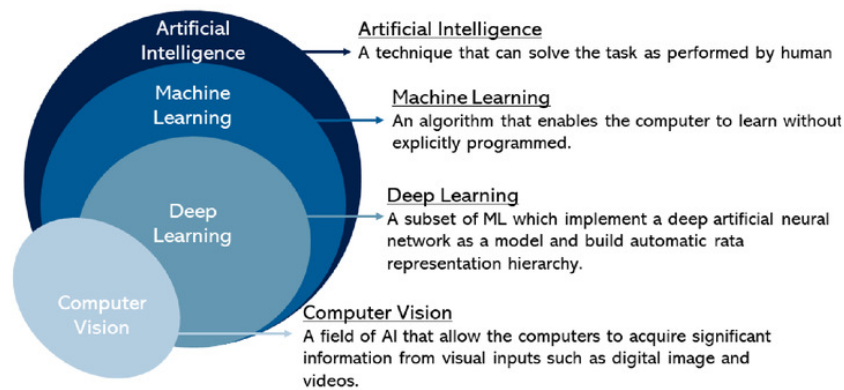 Artificial
Intelligence
Machine
Learning
Deep
Learning
Computer
Vision
Artificial Intelligence
A technique that can solve the task as performed by human
Machine Learning
An algorithm that enables the computer to learn without
explicitly programmed.
Deep Learning
A subset of ML which implement a deep artificial neural
network as a model and build automatic rata
representation hierarchy.
Computer Vision
A field of AI that allow the computers to acquire significant
information from visual inputs such as digital image and
videos.